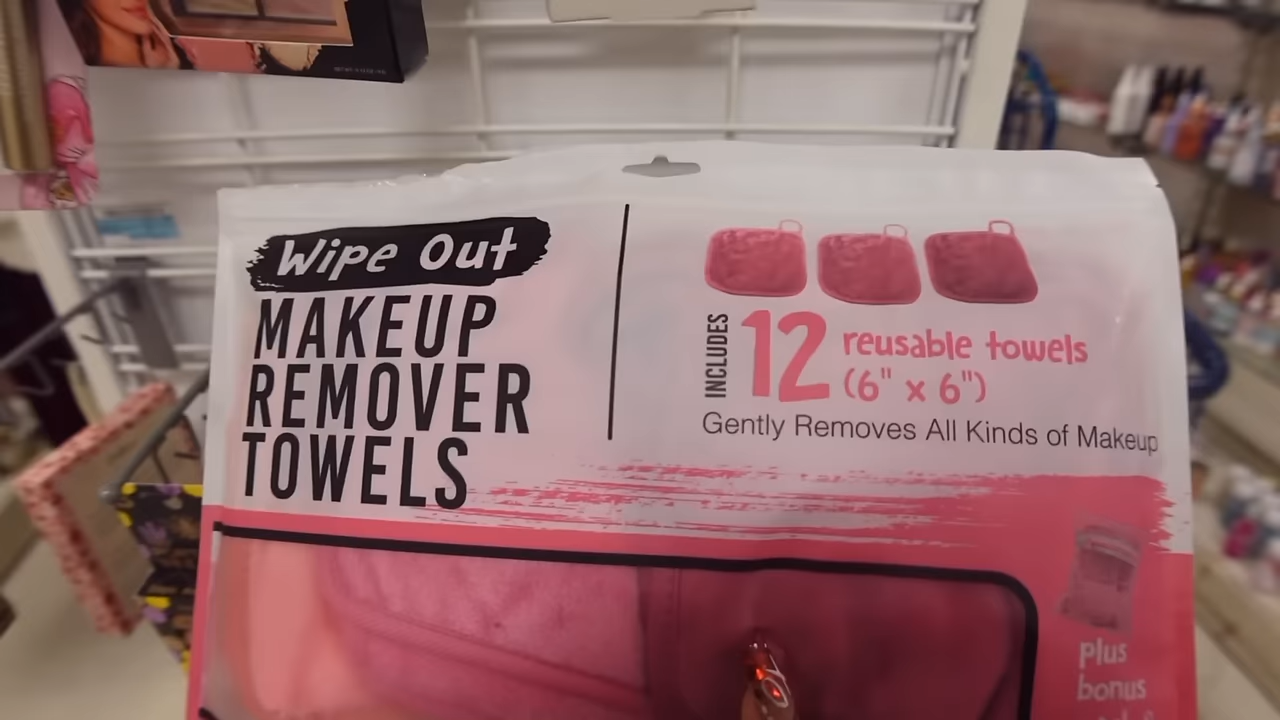 Wipe Out
MAKEUP
REMOVER
TOWELS
INCLUDES
12
reusable towels
(6" x 6")
Gently Removes All Kinds of Makeup
plus
bonus